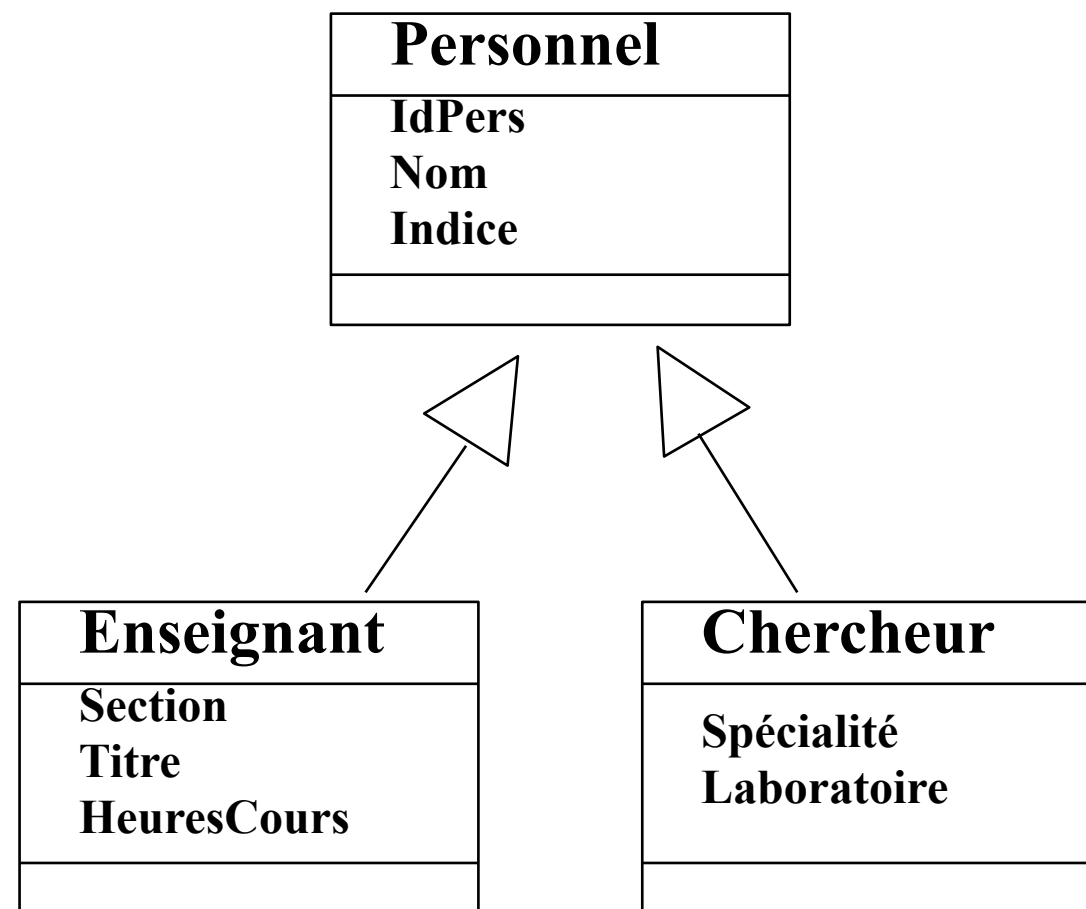 Personnel
IdPers
Nom
Indice
Enseignant
Section
Titre
HeuresCours
Chercheur
Spécialité
Laboratoire